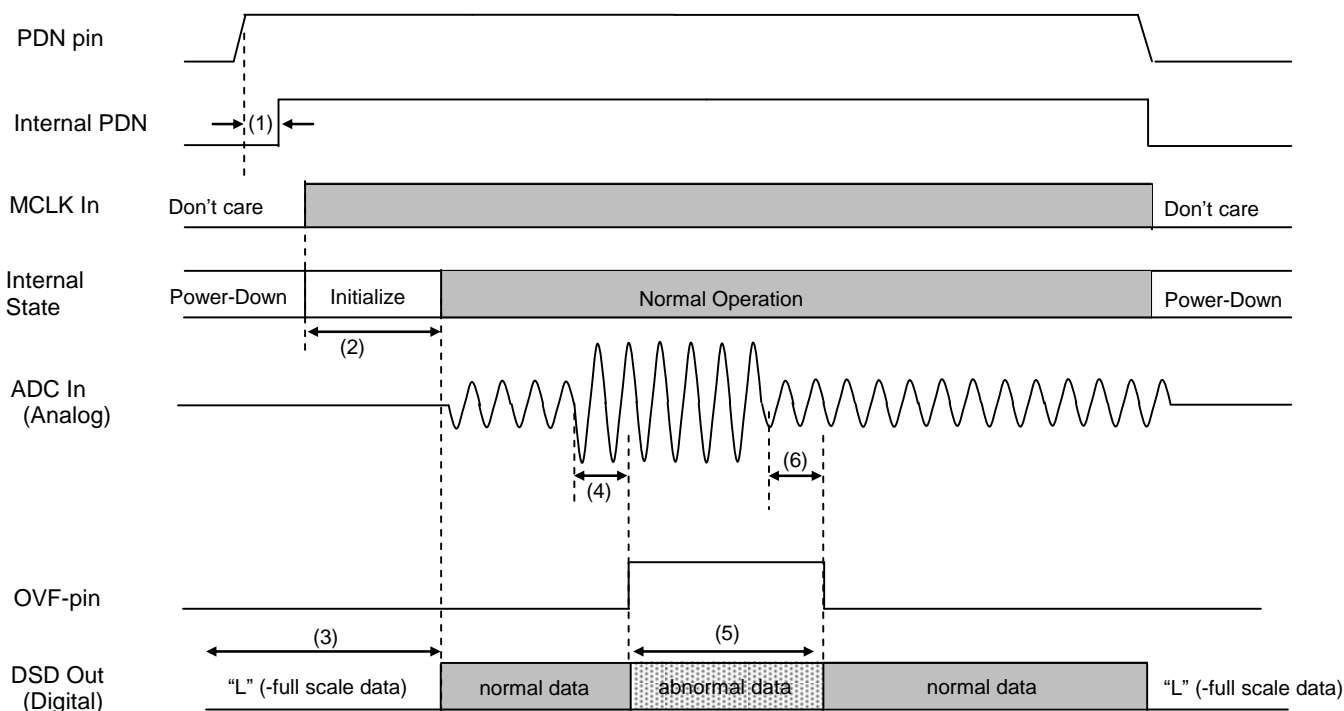 PDN pin
Internal PDN
(1)
MCLK In
Don’t care
Don’t care
Internal
State
Power-Down
Initialize
Normal Operation
Power-Down
(2)
ADC In
(Analog)
(4)
(6)
OVF-pin
(3)
(5)
DSD Out
(Digital)
“L” (-full scale data)
normal data
abnormal data
normal data
“L” (-full scale data)